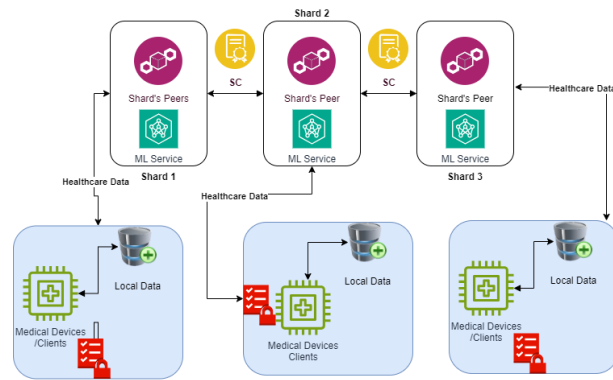 Shard 2
SC
SC
Shard's Peers
Shard's Peer
Shard's Peer
ML Service
ML Service
ML Service
Shard 1
Shard 3
Healthcare Data
Healthcare Data
Healthcare Data
Local Data
Medical Devices
/Clients
Local Data
Medical Devices
Clients
Local Data
Medical Devices
/Clients